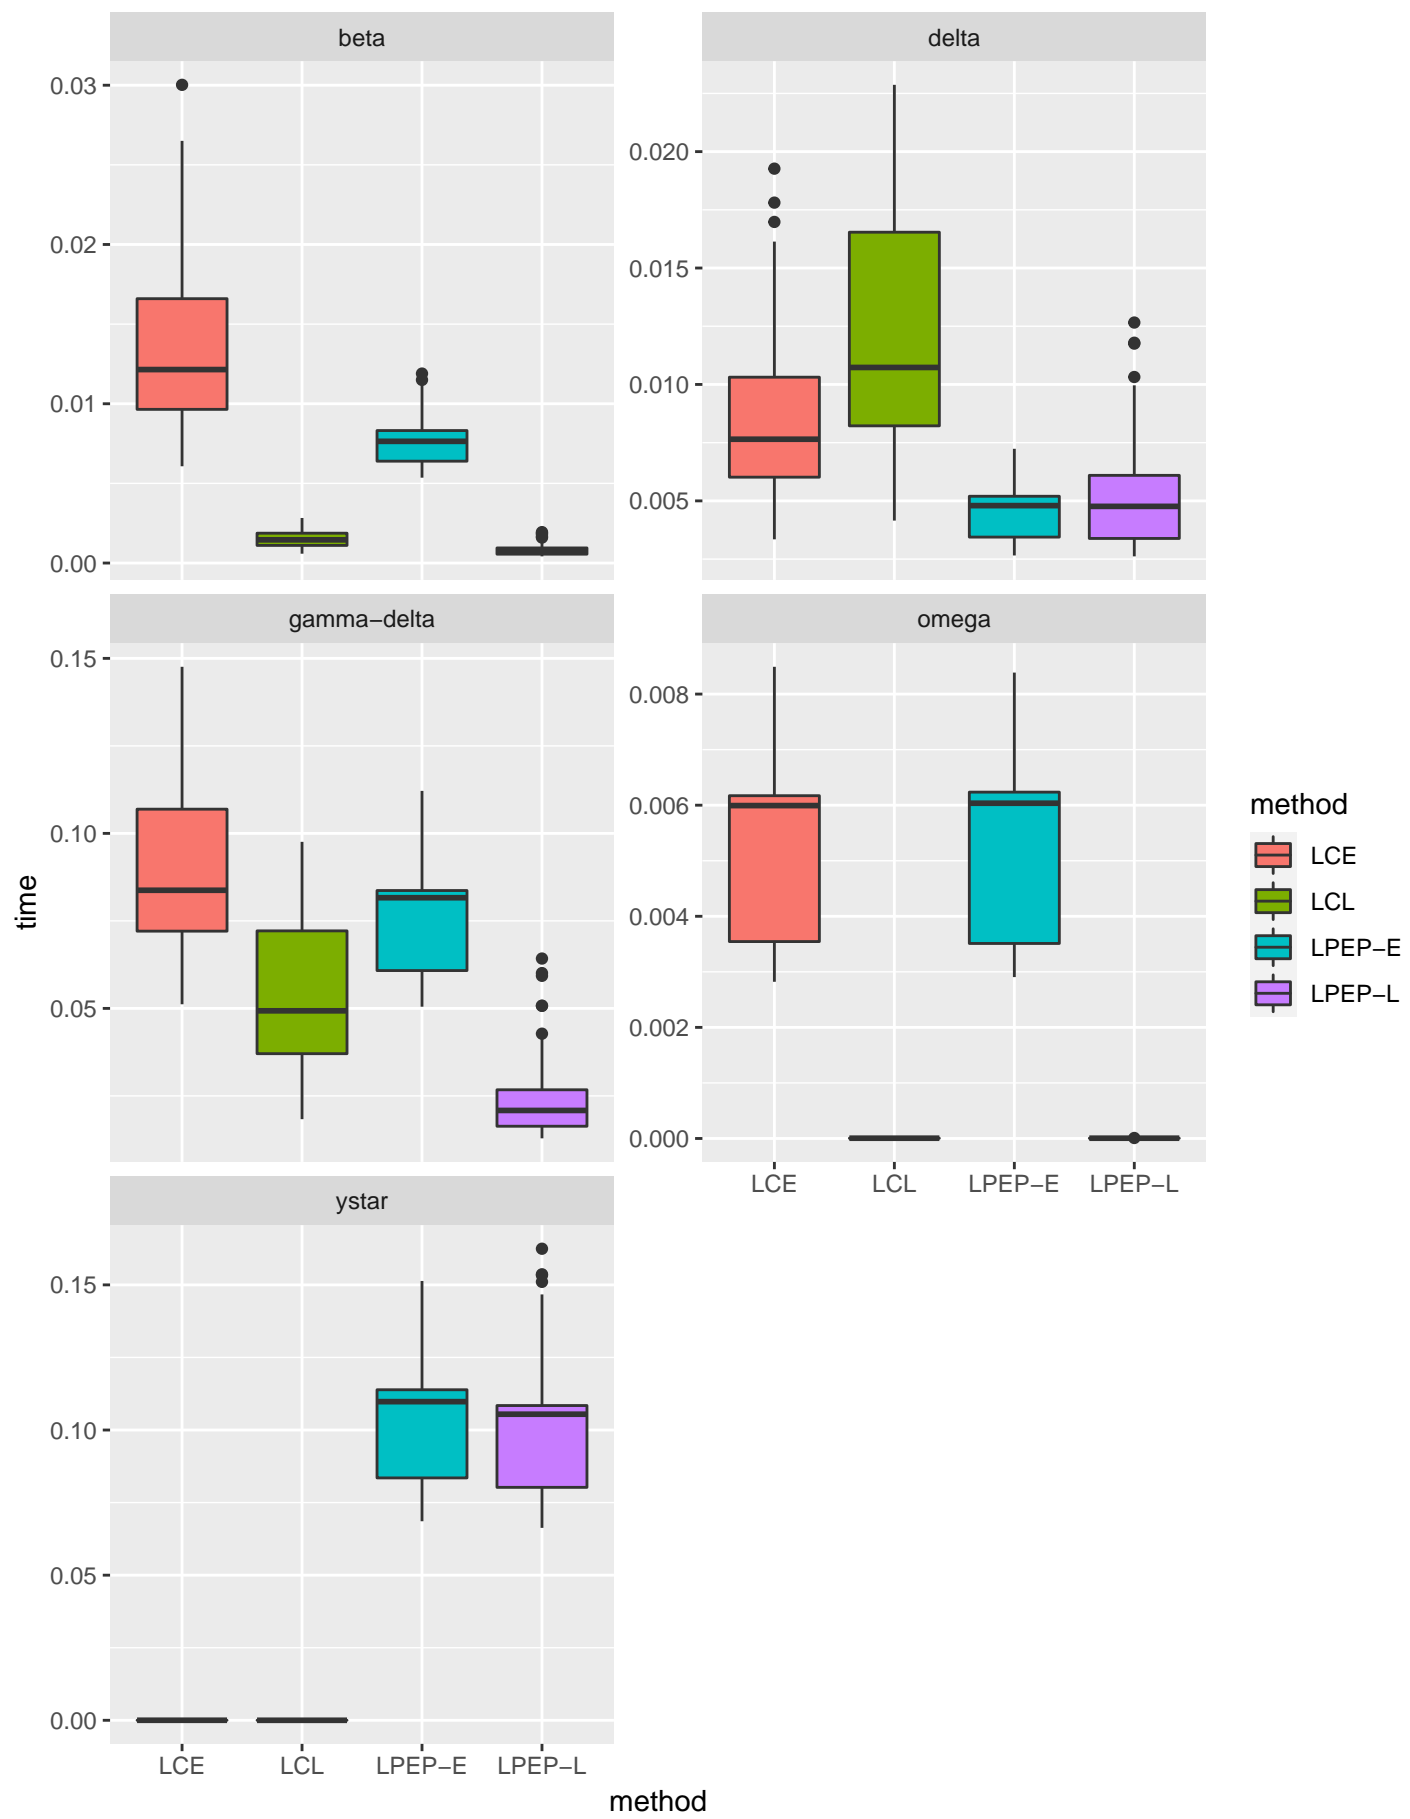 beta
delta
0.03
0.02
0.01
0.00
0.020
0.015
0.010
0.005
gamma−delta
omega
0.15
0.10
0.05
0.008
0.006
0.004
0.002
0.000
LCE LCL LPEP−E LPEP−L
ystar
0.15
0.10
0.05
0.00
LCE LCL LPEP−E LPEP−L
method
time
method
LCE
LCL
LPEP−E
LPEP−L